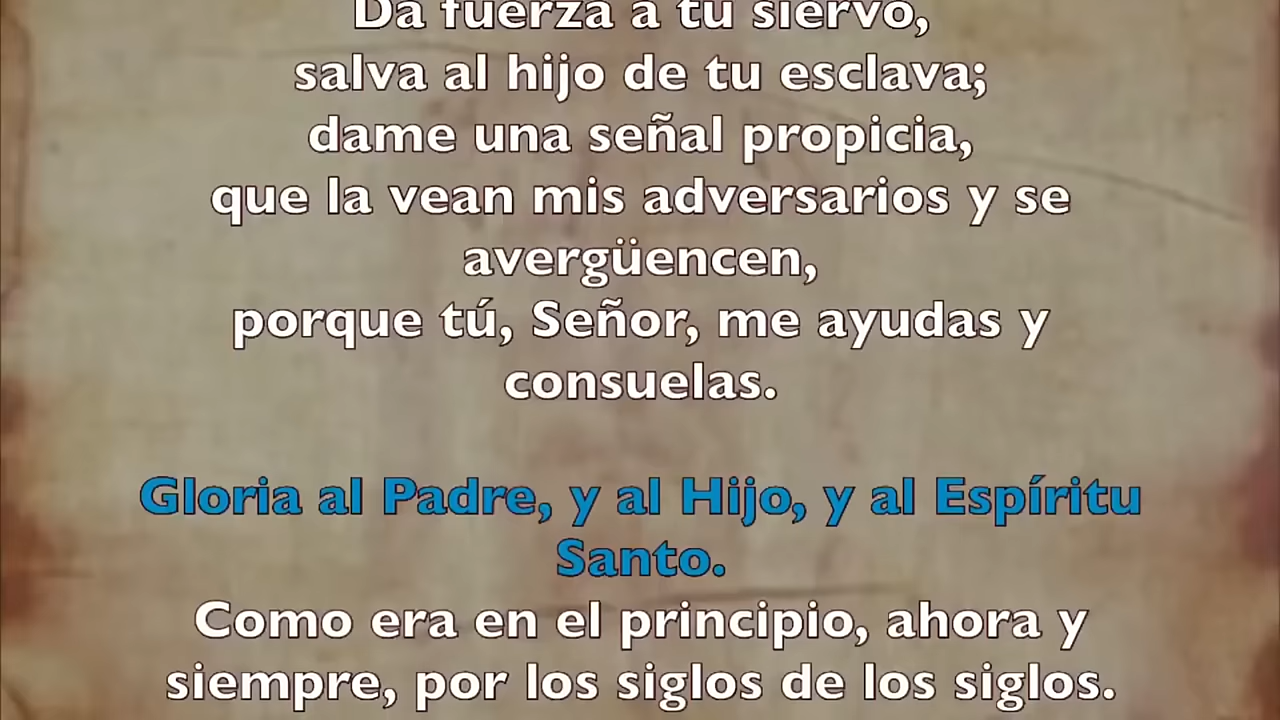 Da fuerza a tu siervo,
salva al hijo de tu esclava;
dame una señal propicia,
que la vean mis adversarios y se
avergüencen,
porque tú, Señor, me ayudas y
consuelas.
Gloria al Padre, y al Hijo, y al Espíritu
Santo.
Como era en el principio, ahora y
siempre, por los siglos de los siglos.